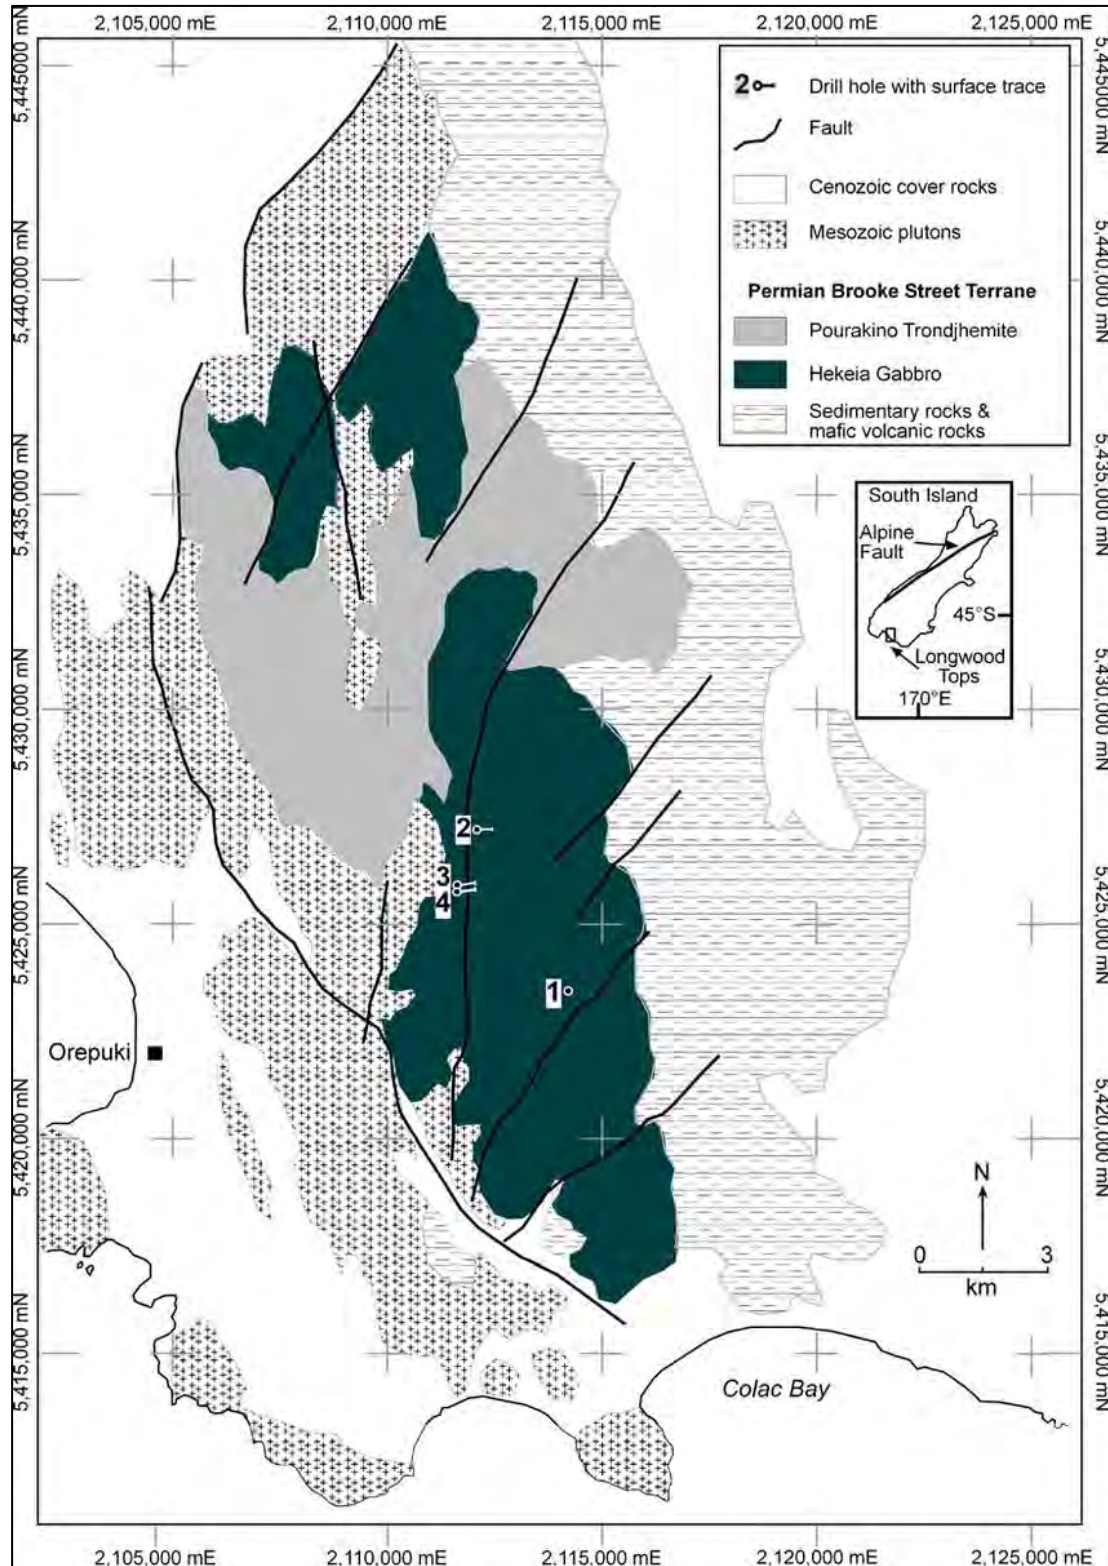 2,105,000 mE
2,110,000 mE
2,115,000 mE
2,120,000 mE
2,125,000 mE
5,445000 mN
5,440,000 mN
5,435,000 mN
5,430,000 mN
5,425,000 mN
5,420,000 mN
5,415,000 mN
2
Drill hole with surface trace
Fault
Cenozoic cover rocks
Mesozoic plutons
Permian Brooke Street Terrane
Pourakino Trondjhemite
Hekeia Gabbro
Sedimentary rocks &
mafic volcanic rocks
South Island
Alpine
Fault
45°S
Longwood
Tops
170°E
2
3
4
1
Orepuki
N
0 3
km
Colac Bay
5,445000 mN
5,440,000 mN
5,435,000 mN
5,430,000 mN
5,425,000 mN
5,420,000 mN
5,415,000 mN
2,105,000 mE
2,110,000 mE
2,115,000 mE
2,120,000 mE
2,125,000 mE